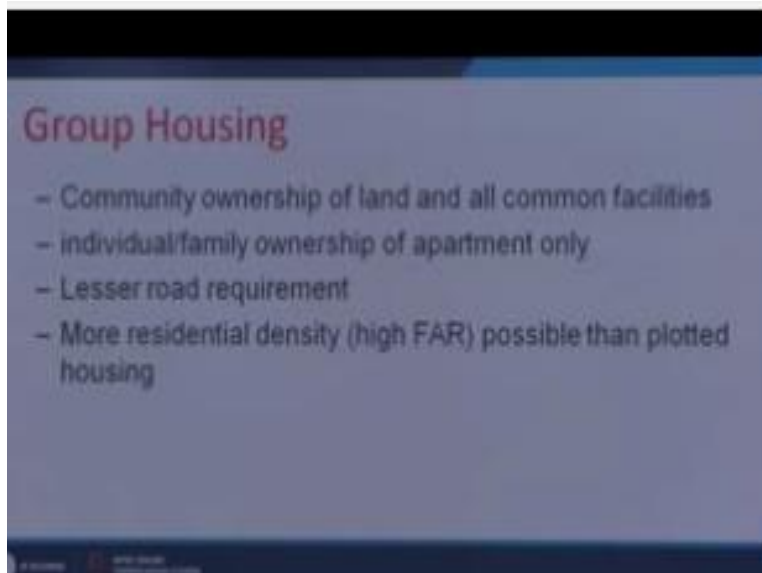 Group Housing
– Community ownership of land and all common facilities
– individual/family ownership of apartment only
– Lesser road requirement
– More residential density (high FAR) possible than plotted
housing